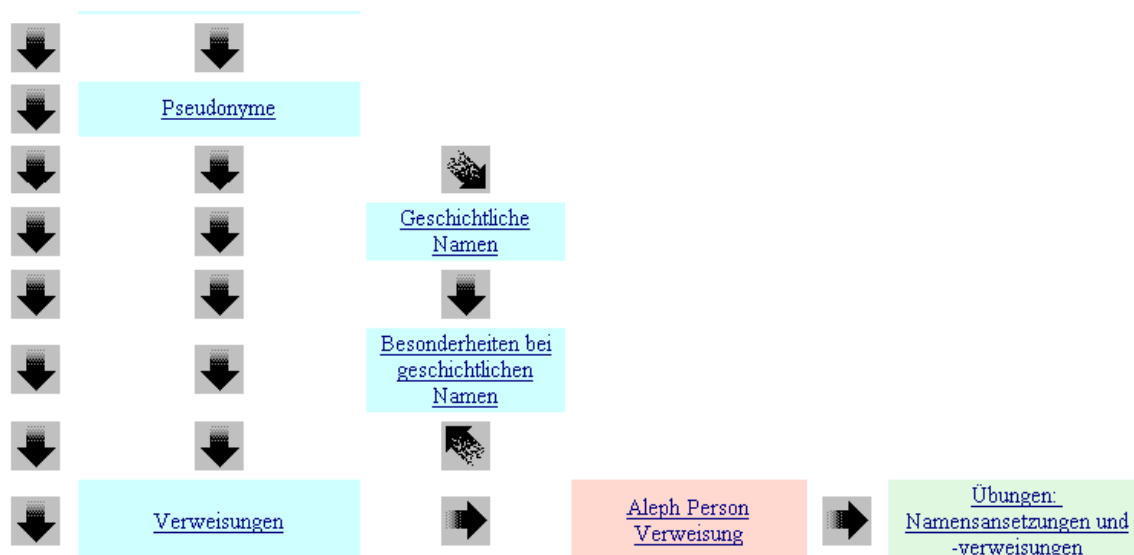 Pseudonyme
Geschichtliche
Namen
Besonderheiten bei
geschichtlichen
Namen
Verweisungen
Aleph Person
Verweisung
Übungen:
Namensansetzungen und
-verweisungen